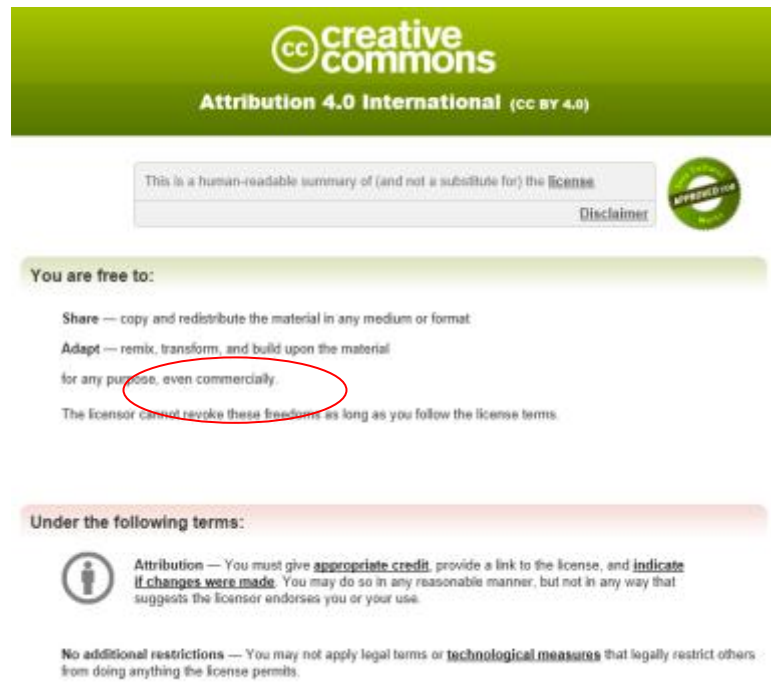 cc creative commons
Attribution 4.0 International (CC BY 4.0)
This is a human-readable summary of (and not a substitute for) the license
Disclaimer
APPROVED FOR
You are free to:
Share — copy and redistribute the material in any medium or format
Adapt — remix, transform, and build upon the material
for any purpose, even commercially.
The licensor cannot revoke these freedoms as long as you follow the license terms.
Under the following terms:
Attribution — You must give appropriate credit, provide a link to the license, and indicate
if changes were made. You may do so in any reasonable manner, but not in any way that
suggests the licensor endorses you or your use.
No additional restrictions — You may not apply legal terms or technological measures that legally restrict others
from doing anything the license permits.